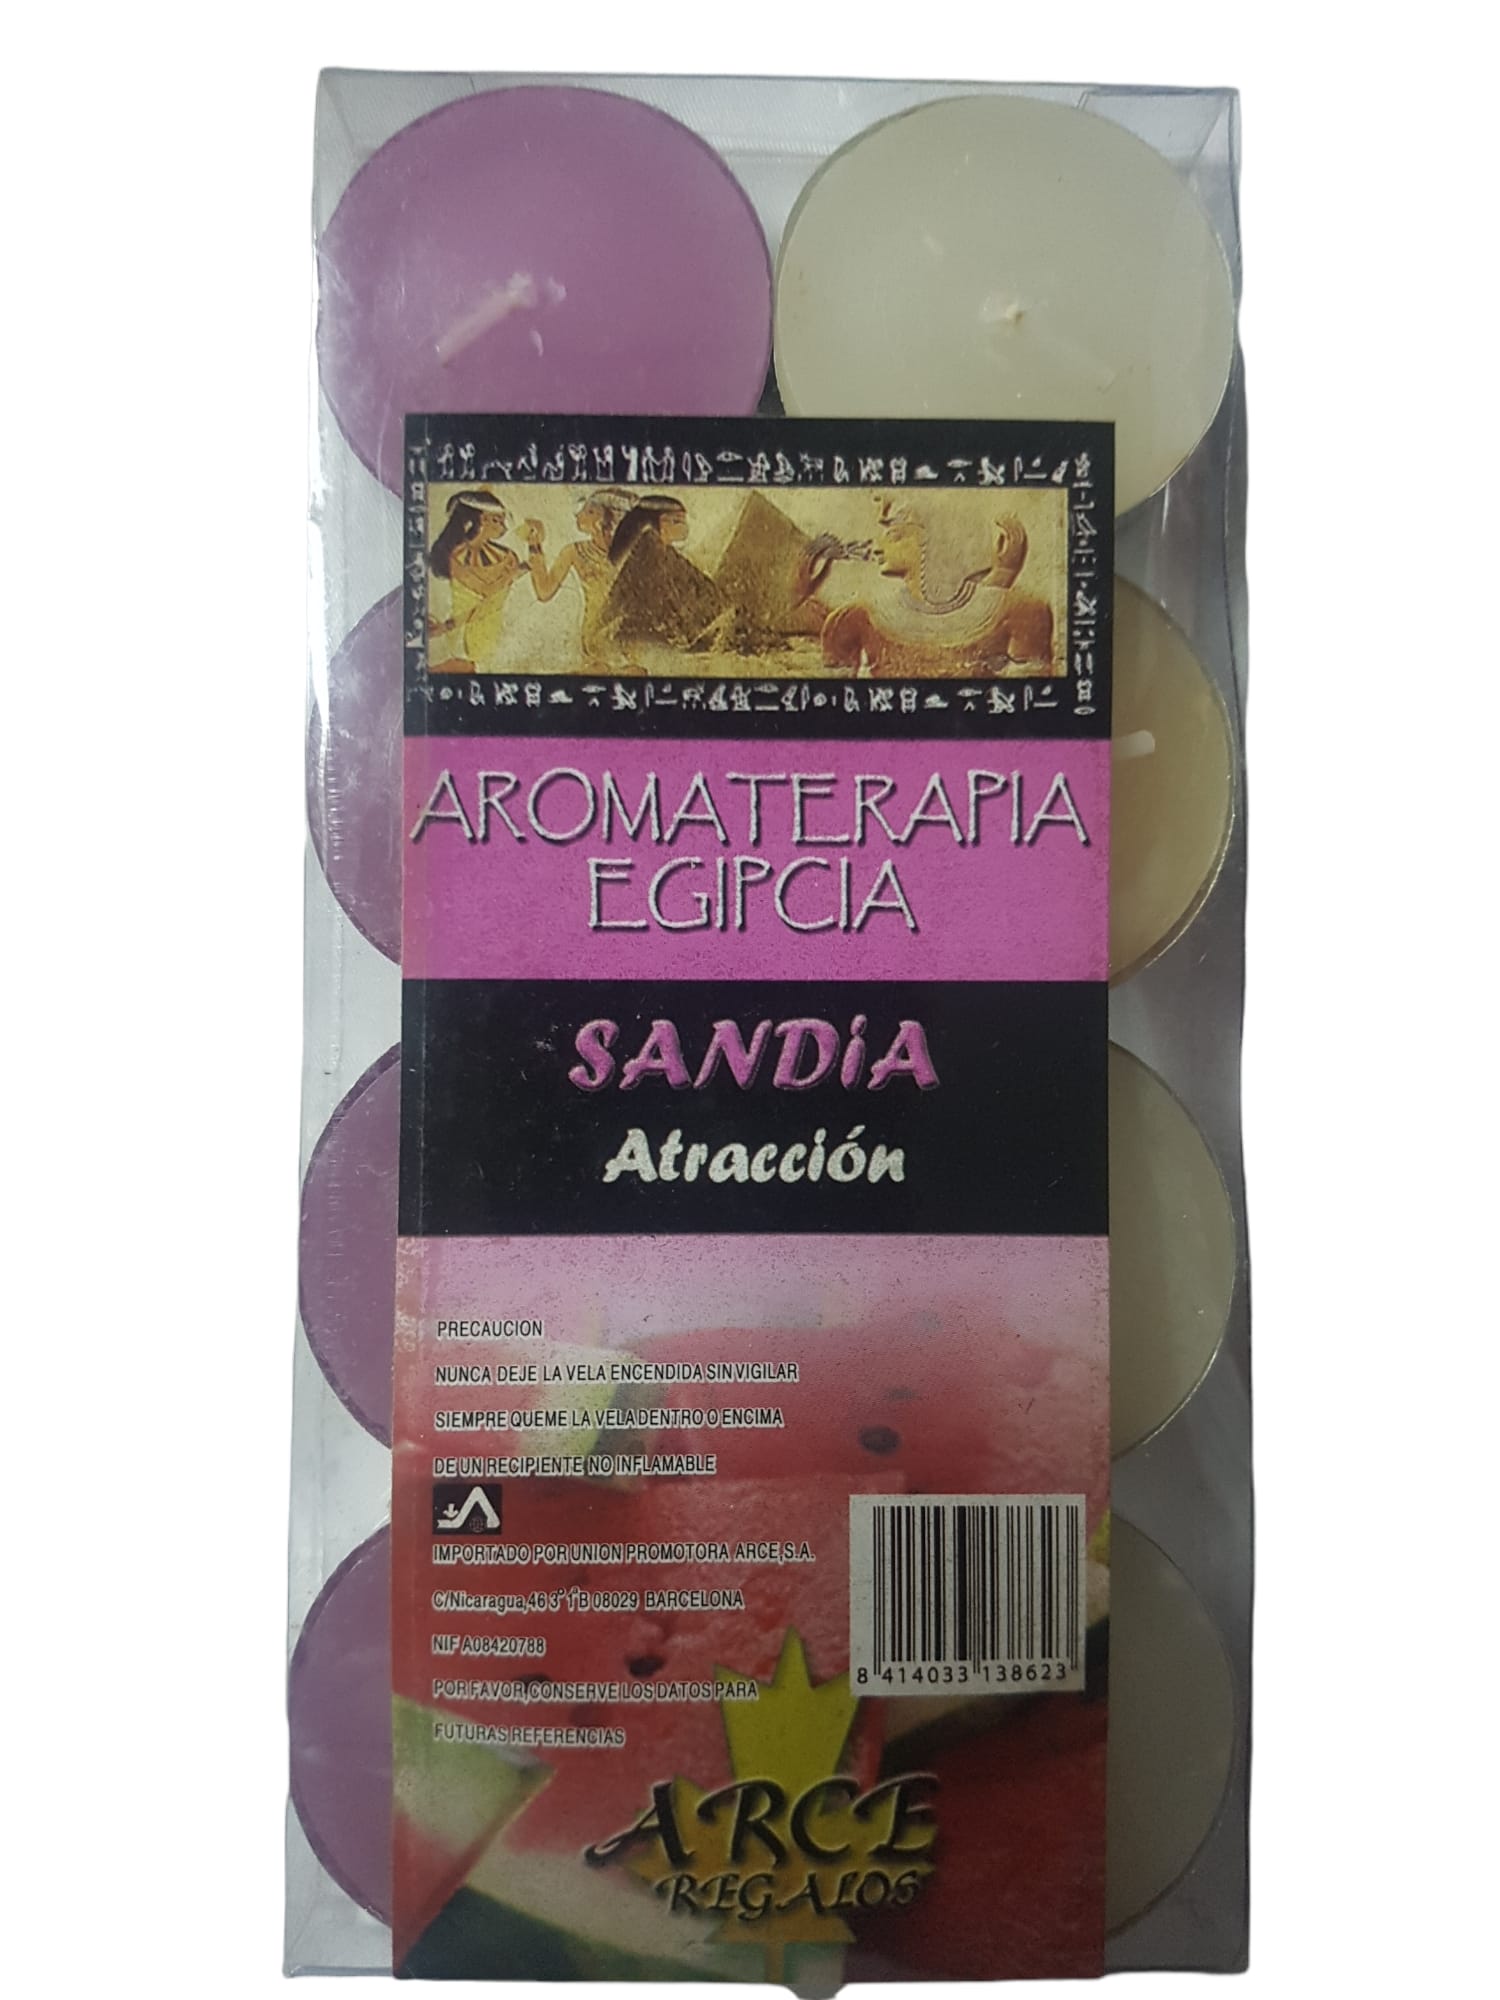 AROMATERAPIA
EGIPCIA
SANDiA
Atracción
PRECAUCION
NUNCA DEJE LA VELA ENCENDIDA SIN VIGILAR
SIEMPRE QUEME LA VELA DENTRO O ENCIMA
DE UN RECIPIENTE NO INFLAMABLE
IMPORTADO POR UNION PROMOTORA ARCE,S.A.
C/Nicaragua,46 3º 1ªB 08029 BARCELONA
NIF A08420788
POR FAVOR,CONSERVE LOS DATOS PARA
FUTURAS REFERENCIAS
8 414033 138623
ARCE
REGALOS